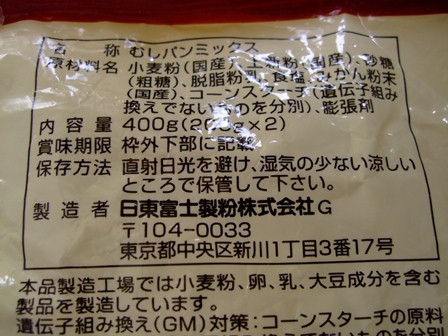 名称 むしパンミックス
原材料名 小麦粉(国産)、上新粉(国産)、砂糖
(粗糖)、脱脂粉乳、食塩、みかん粉末
(国産)、コーンスターチ(遺伝子組み
換えでないものを分別)、膨張剤
内容量 400g(200g×2)
賞味期限 枠外下部に記載
保存方法 直射日光を避け、湿気の少ない涼しい
ところで保管して下さい。
製造者 日東富士製粉株式会社G
〒104-0033
東京都中央区新川1丁目3番17号
本品製造工場では小麦粉、卵、乳、大豆成分を含む
製品を製造しています。
遺伝子組み換え(GM)対策:コーンスターチの原料